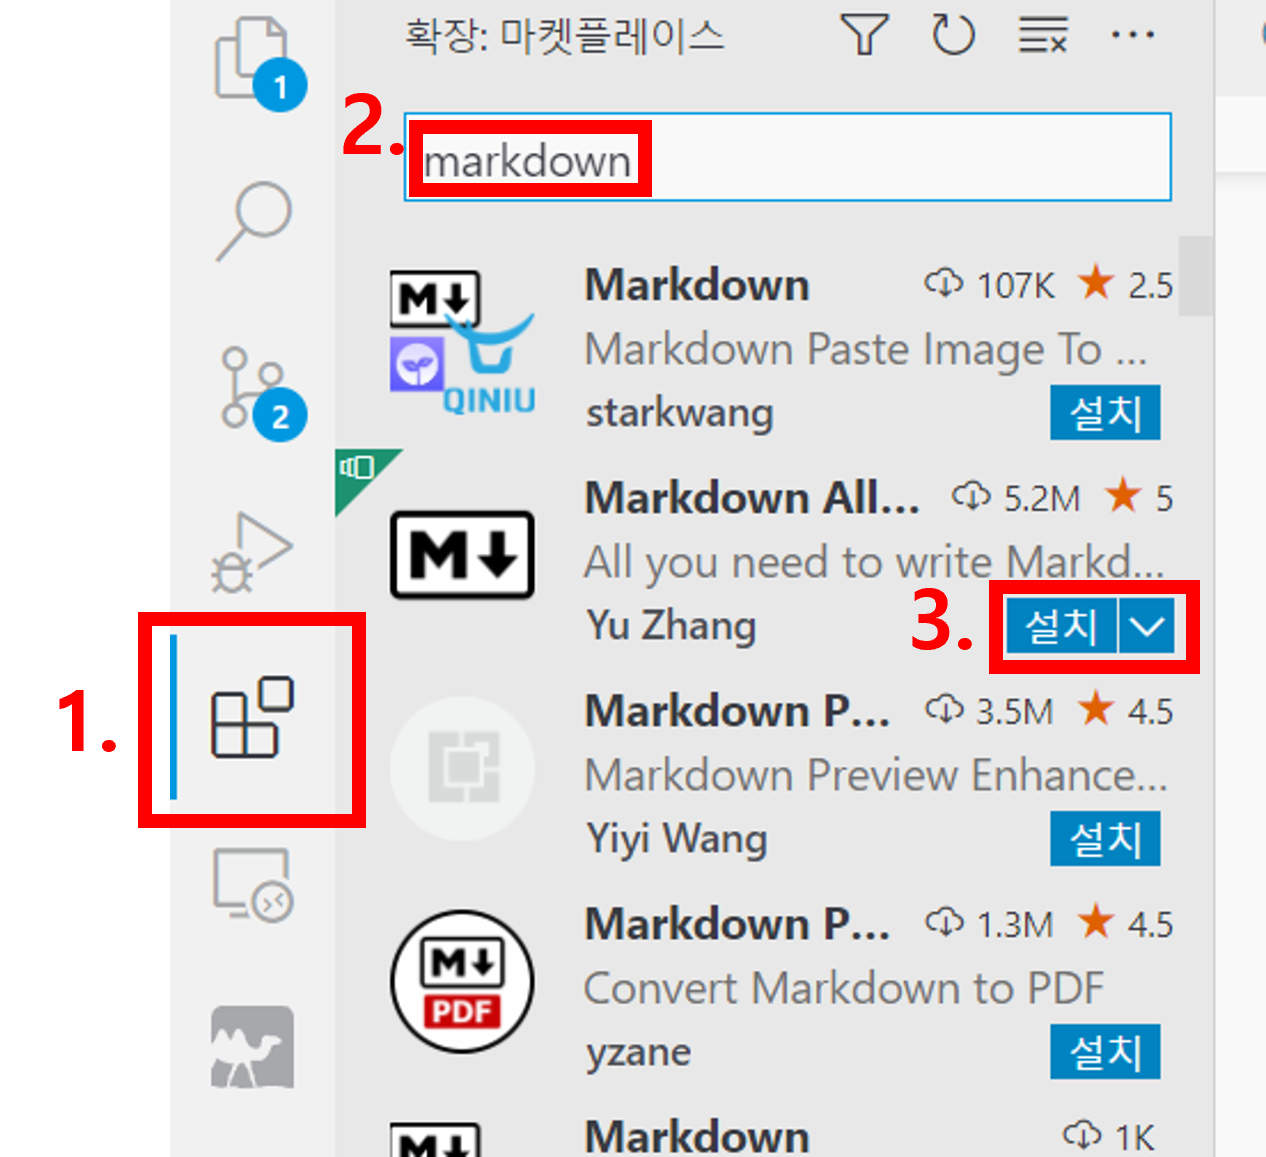 확장: 마켓플레이스
1
2.
markdown
Markdown 107K 2.5
Markdown Paste Image To ...
QINIU
starkwang 설치
2
Markdown All... 5.2M 5
M
All you need to write Markd...
Yu Zhang 3. 설치
1.
Markdown P... 3.5M 4.5
Markdown Preview Enhance...
Yiyi Wang 설치
Markdown P... 1.3M 4.5
M
PDF
Convert Markdown to PDF
yzane 설치
Markdown 1K
M